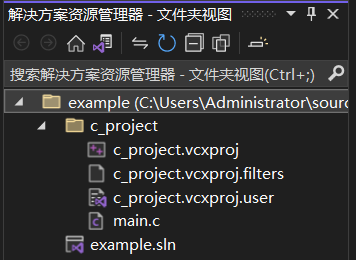 解决方案资源管理器 - 文件夹视图
搜索解决方案资源管理器 - 文件夹视图(Ctrl+;)
example (C:\Users\Administrator\sour
c_project
c_project.vcxproj
c_project.vcxproj.filters
c_project.vcxproj.user
main.c
example.sln